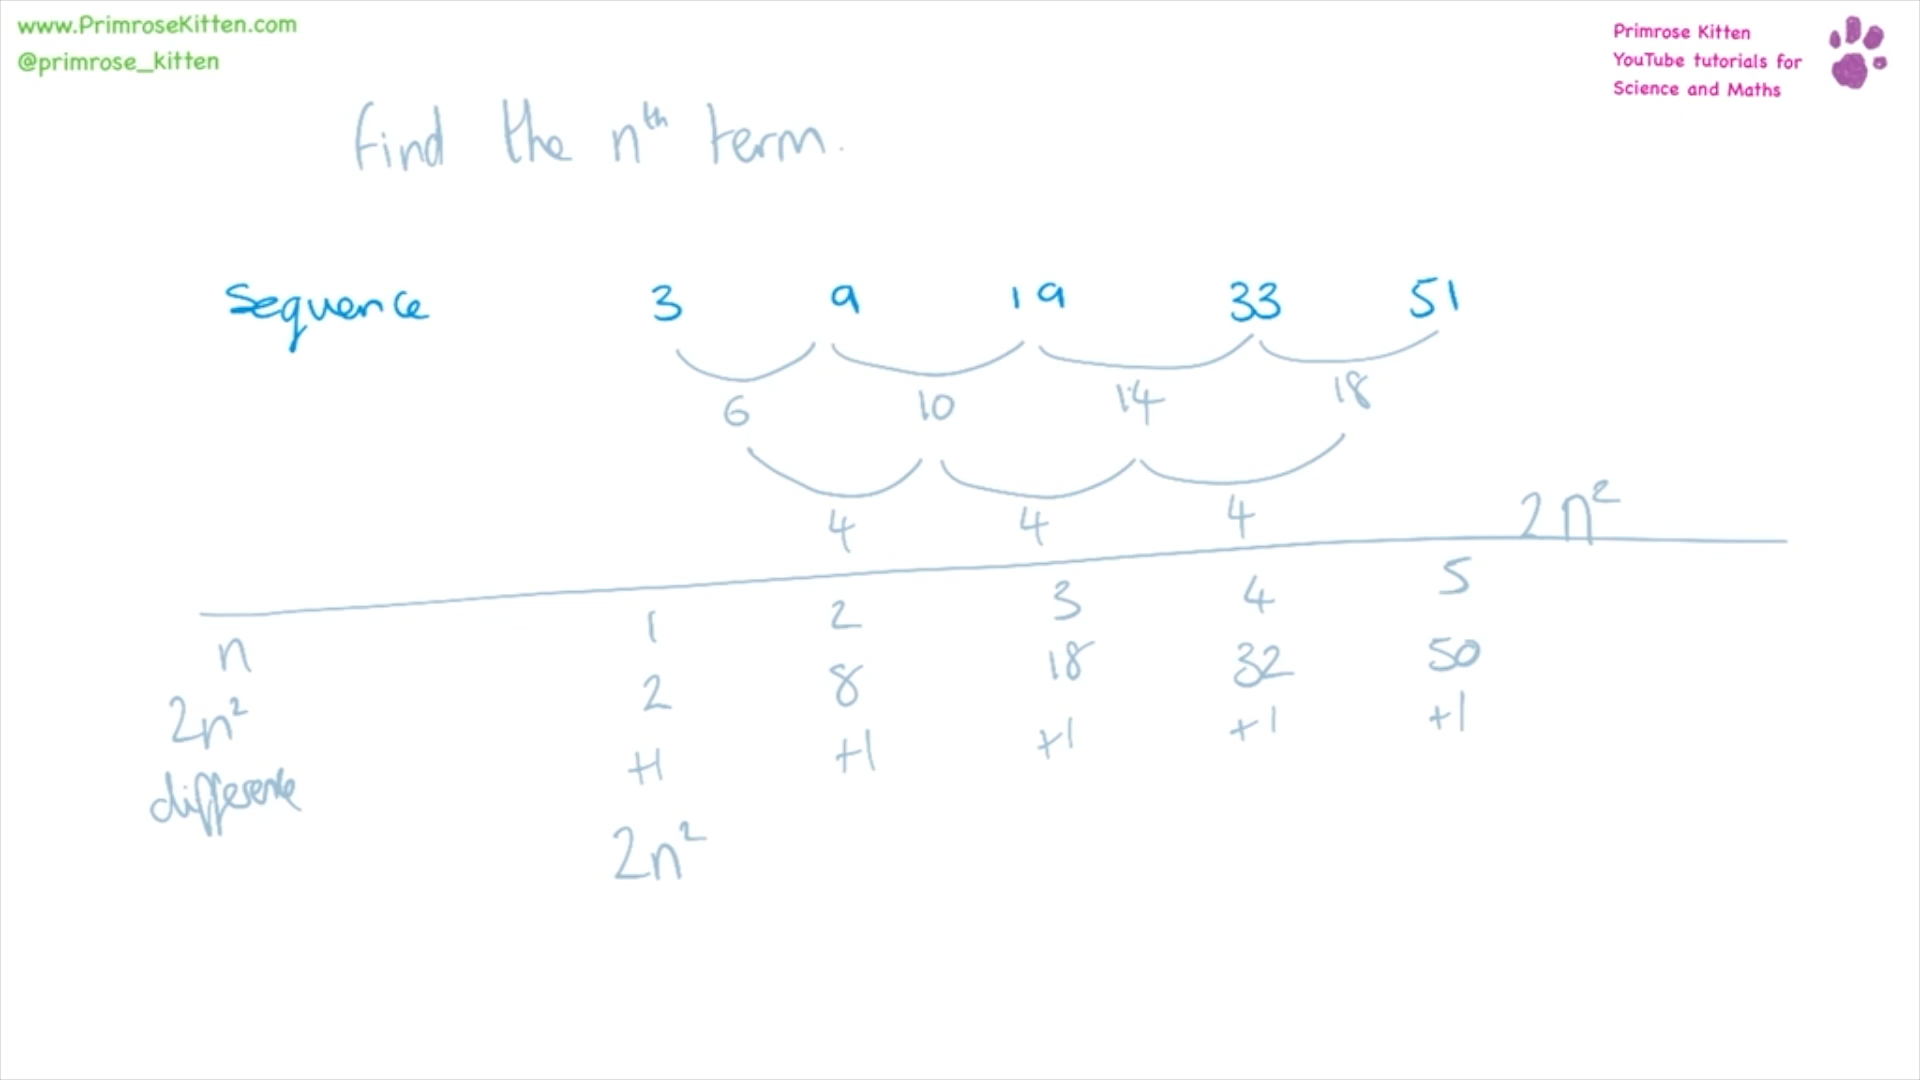 www.PrimroseKitten.com
@primrose_kitten
Primrose Kitten
YouTube tutorials for
Science and Maths
find the nth term.
Sequence 3 9 19 33 51
6 10 14 18
4 4 4 2n²
n 1 2 3 4 5
2n² 2 8 18 32 50
difference +1 +1 +1 +1 +1
2n²